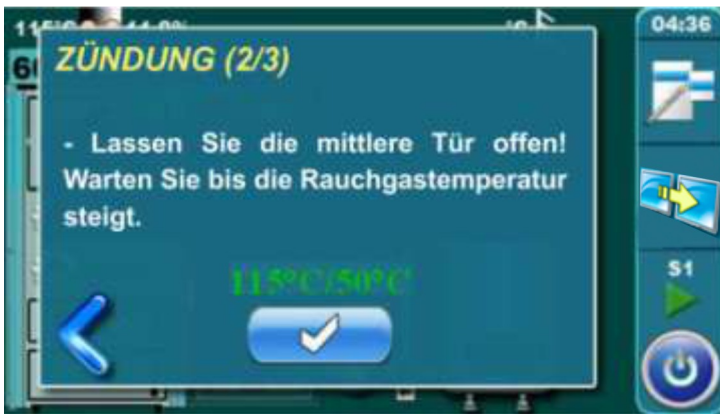 04:36
ZÜNDUNG (2/3)
- Lassen Sie die mittlere Tür offen!
Warten Sie bis die Rauchgastemperatur
steigt.
115°C/50°C
S1